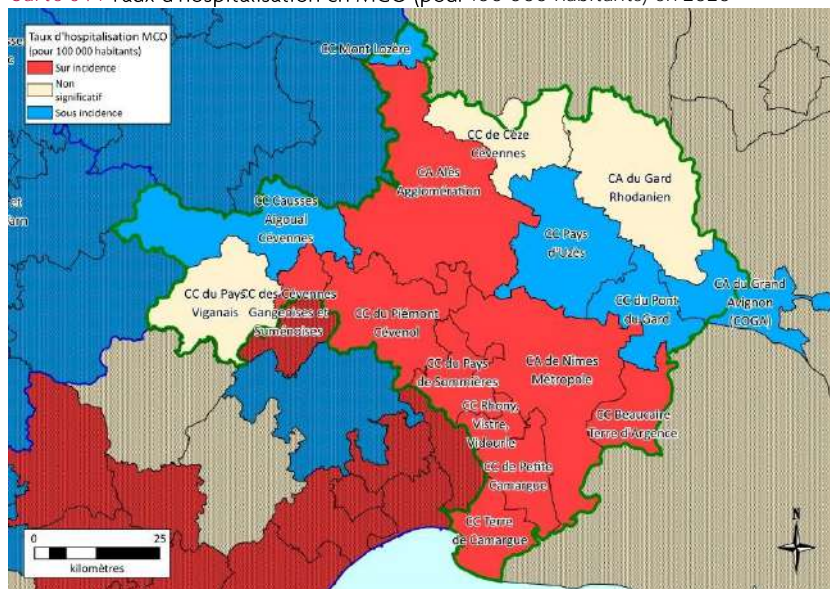 Taux d'hospitalisation en MCO (pour 100 000 habitants) en 2020
Taux d'hospitalisation MCO
(pour 100 000 habitants)
Sur incidence
Non
significatif
Sous incidence
CC Mont Lozère
CC de Cèze
Cévennes
CA Alès
Agglomération
CA du Gard
Rhodanien
et
arn
CC Causses
Aigoual
Cévennes
CC Pays
d'Uzès
CA du Grand
Avignon
(COGA)
CC du Pays
Viganais
CC des Cévennes
Gangeoises et
Suménoises
CC du Piémont
Cévenol
CC du Pont
du Gard
CC du Pays
de Sommières
CA de Nîmes
Métropole
CC Rhony,
Vistre,
Vidourle
CC Beaucaire
Terre d'Argence
CC de Petite
Camargue
CC Terre
de Camargue
0 25
kilomètres
N